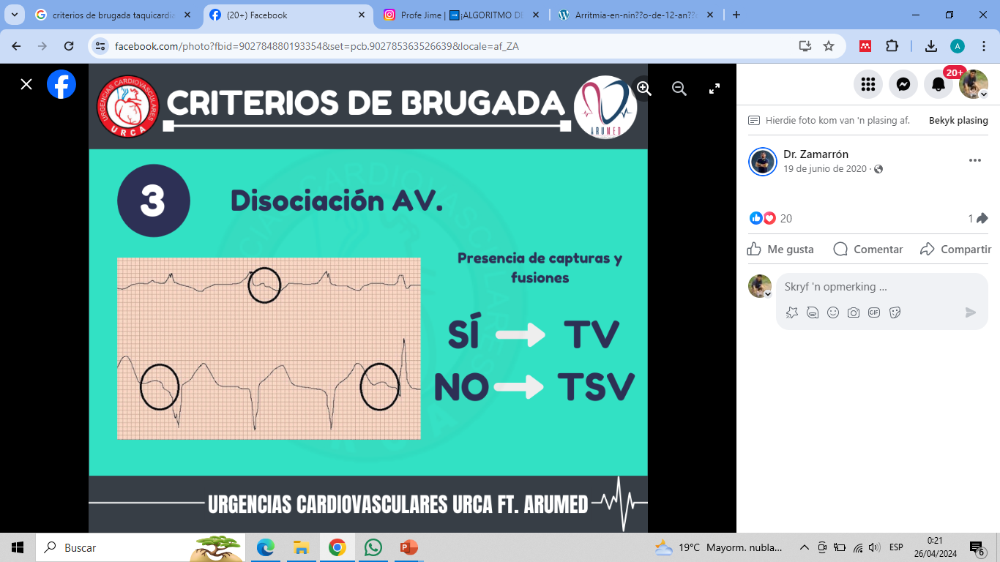 criterios de brugada taquicardia
(20+) Facebook
Profe Jime | ¡ALGORITMO DE
Arritmia-en-nin??o-de-12-an??
facebook.com/photo?fbid=902784880193354&set=pcb.902785363526639&locale=af_ZA
A
20+
URGENCIAS CARDIOVASCULARES
URCA
CRITERIOS DE BRUGADA
ARUMED
3
Disociación AV.
Presencia de capturas y
fusiones
SÍ TV
NO TSV
URGENCIAS CARDIOVASCULARES URCA FT. ARUMED
Hierdie foto kom van 'n plasing af.
Bekyk plasing
Dr. Zamarrón
19 de junio de 2020 ·
20
1
Me gusta
Comentar
Compartir
Skryf 'n opmerking ...
GIF
Buscar
19°C Mayorm. nubla...
ESP
0:21
26/04/2024
6